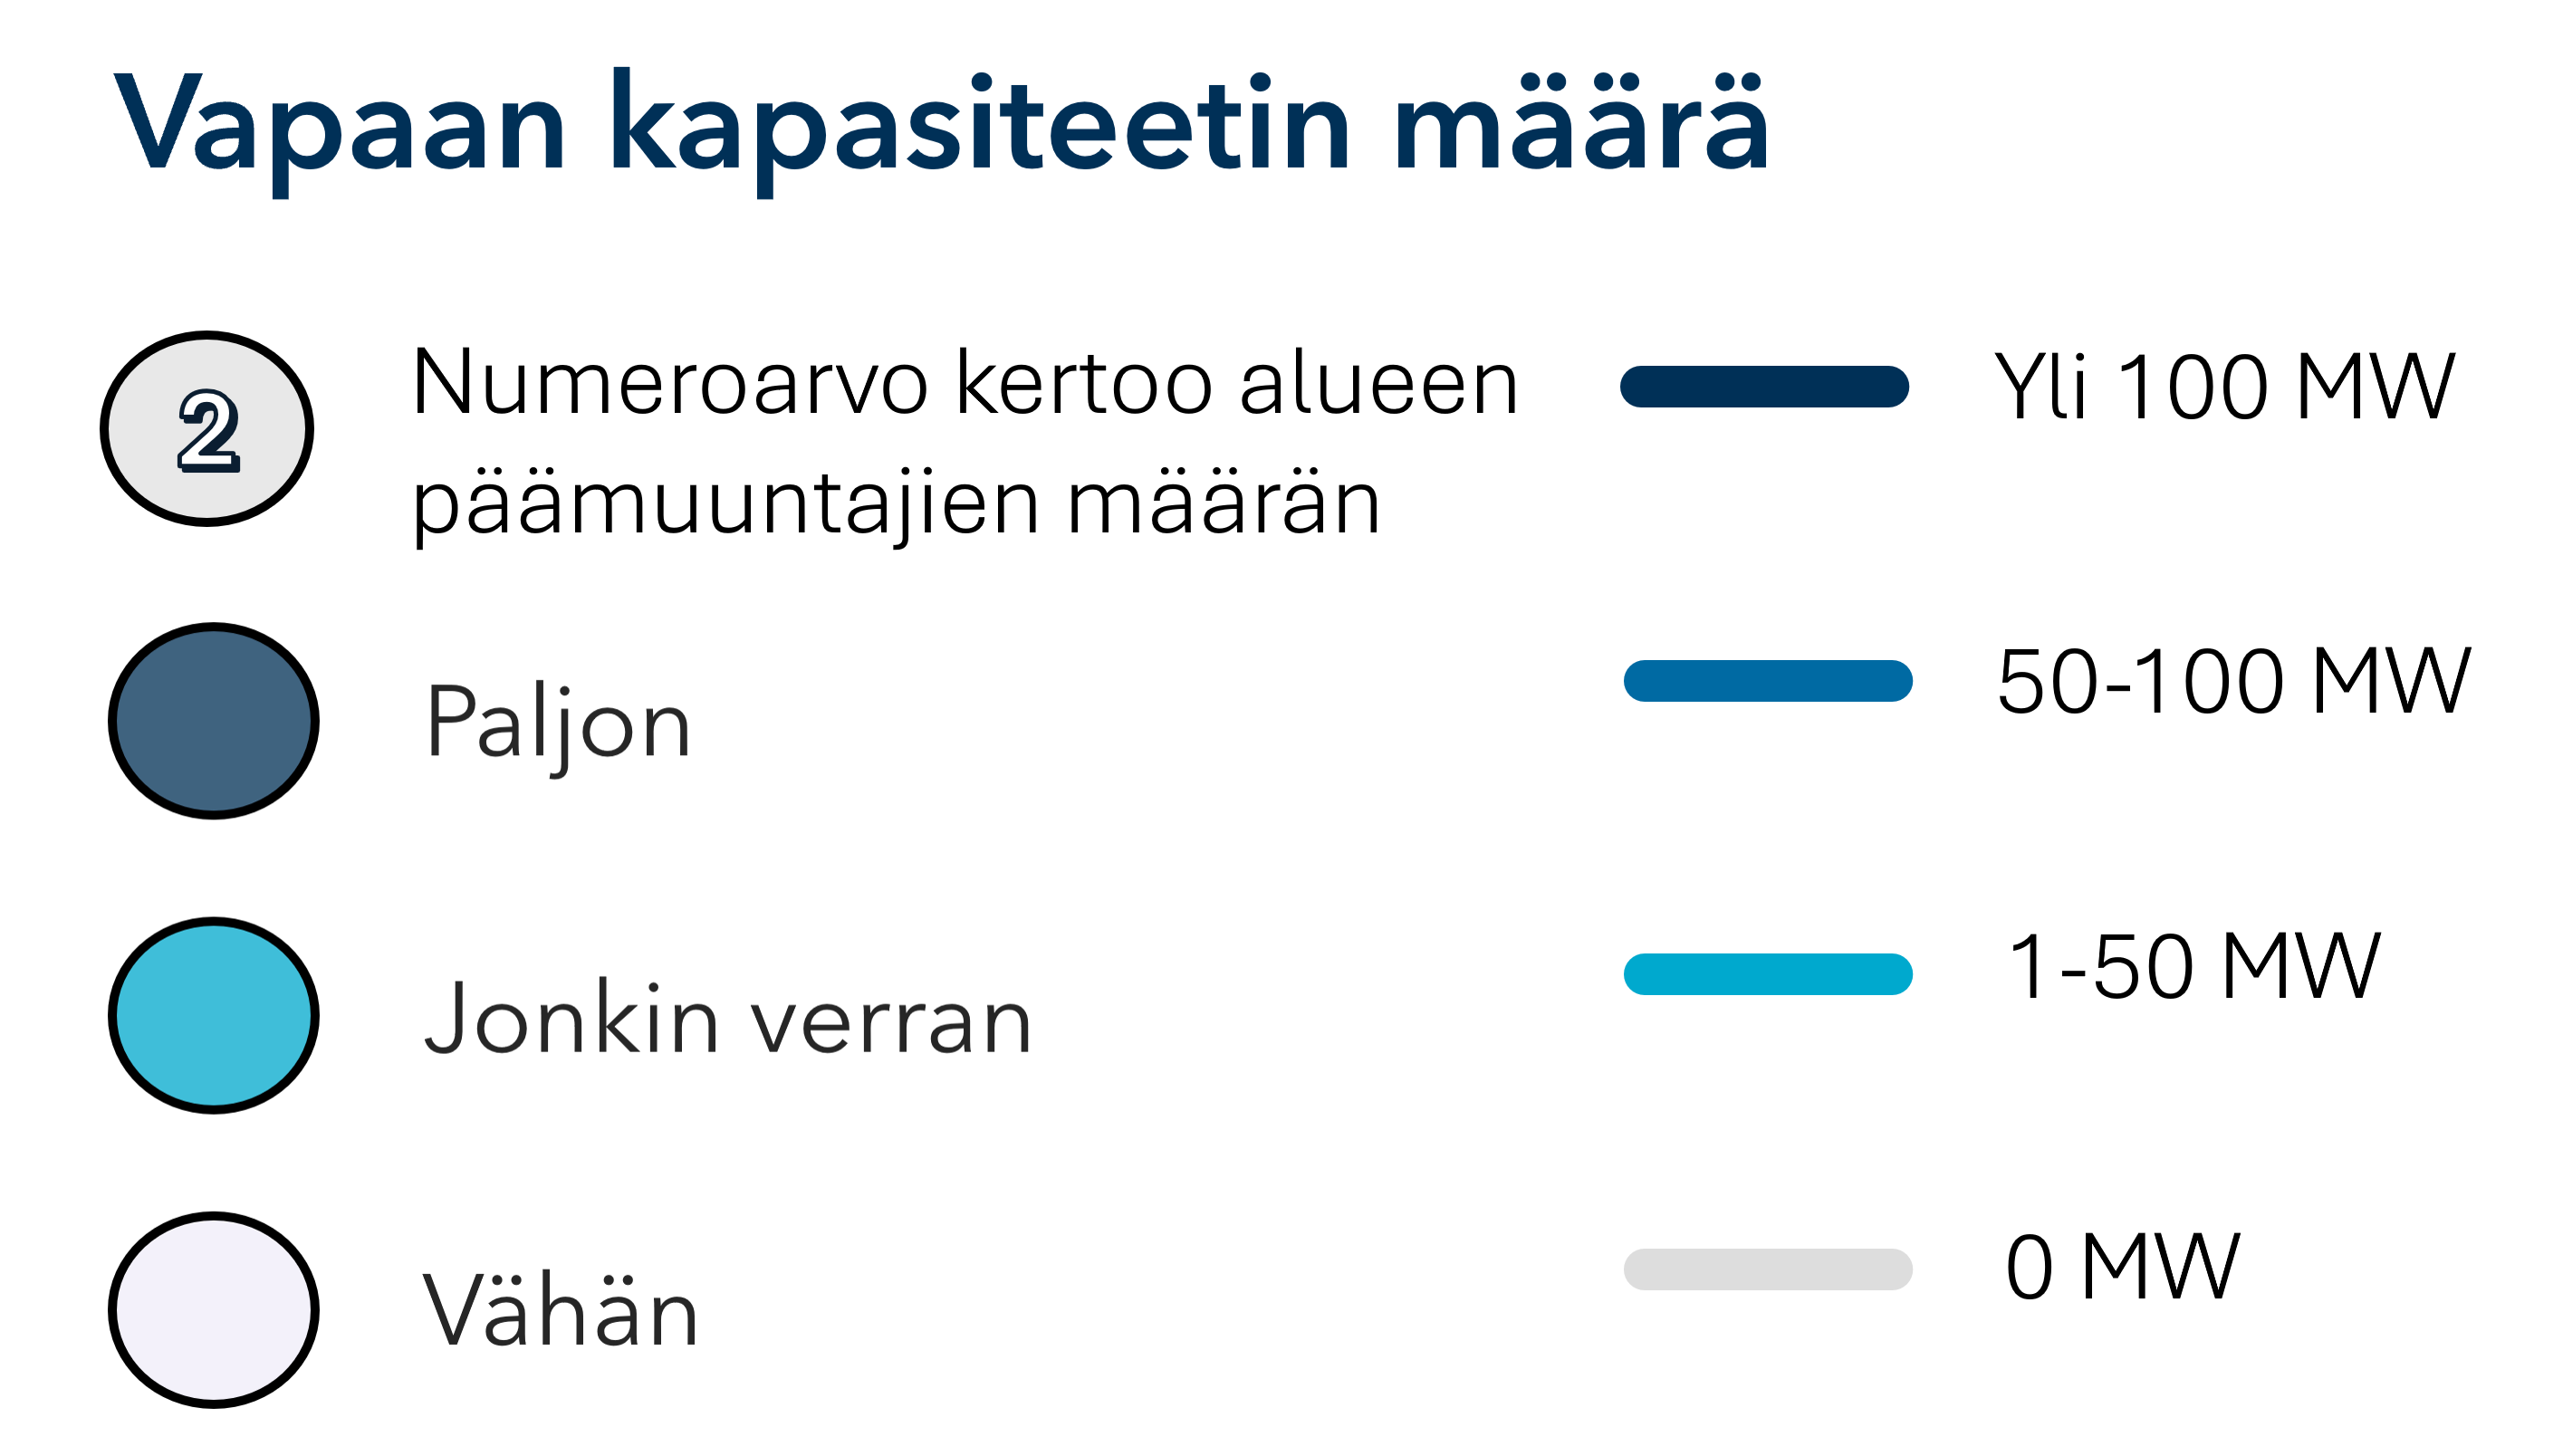 Vapaan kapasiteetin määrä
2
Numeroarvo kertoo alueen
päämuuntajien määrän
Paljon
Jonkin verran
Vähän
Yli 100 MW
50-100 MW
1-50 MW
0 MW